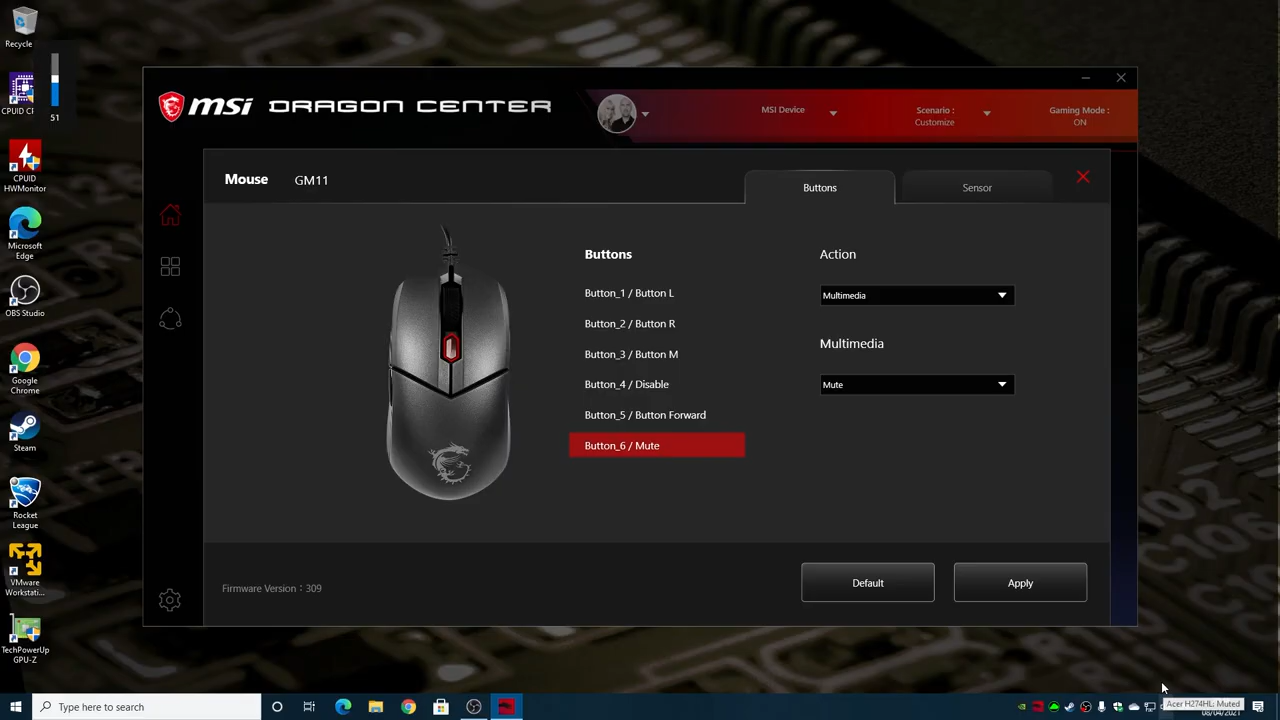 Recycle
51
CPUID
CPUID
HWMonitor
Microsoft
Edge
OBS Studio
Google
Chrome
Steam
Rocket
League
VMware
Workstati...
TechPowerUp
GPU-Z
msi DRAGON CENTER
MSI Device
Scenario :
Customize
Gaming Mode :
ON
Mouse GM11
Buttons
Sensor
Buttons
Button_1 / Button L
Button_2 / Button R
Button_3 / Button M
Button_4 / Disable
Button_5 / Button Forward
Button_6 / Mute
Action
Multimedia
Multimedia
Mute
Firmware Version : 309
Default
Apply
Type here to search
Acer H274HL: Muted
08/04/2021